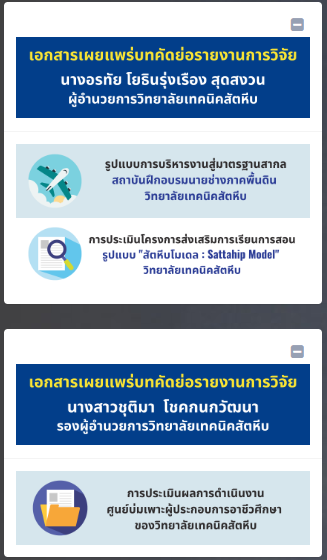 เอกสารเผยแพร่บทคัดย่อรายงานการวิจัย
นางอรทัย โยธินรุ่งเรือง สุดสงวน
ผู้อำนวยการวิทยาลัยเทคนิคสัตหีบ
รูปแบบการบริหารงานสู่มาตรฐานสากล
สถาบันฝึกอบรมนายช่างภาคพื้นดิน
วิทยาลัยเทคนิคสัตหีบ
การประเมินโครงการส่งเสริมการเรียนการสอน
รูปแบบ "สัตหีบโมเดล : Sattahip Model"
วิทยาลัยเทคนิคสัตหีบ
เอกสารเผยแพร่บทคัดย่อรายงานการวิจัย
นางสาวชุติมา โชคกนกวัฒนา
รองผู้อำนวยการวิทยาลัยเทคนิคสัตหีบ
การประเมินผลการดำเนินงาน
ศูนย์บ่มเพาะผู้ประกอบการอาชีวศึกษา
ของวิทยาลัยเทคนิคสัตหีบ